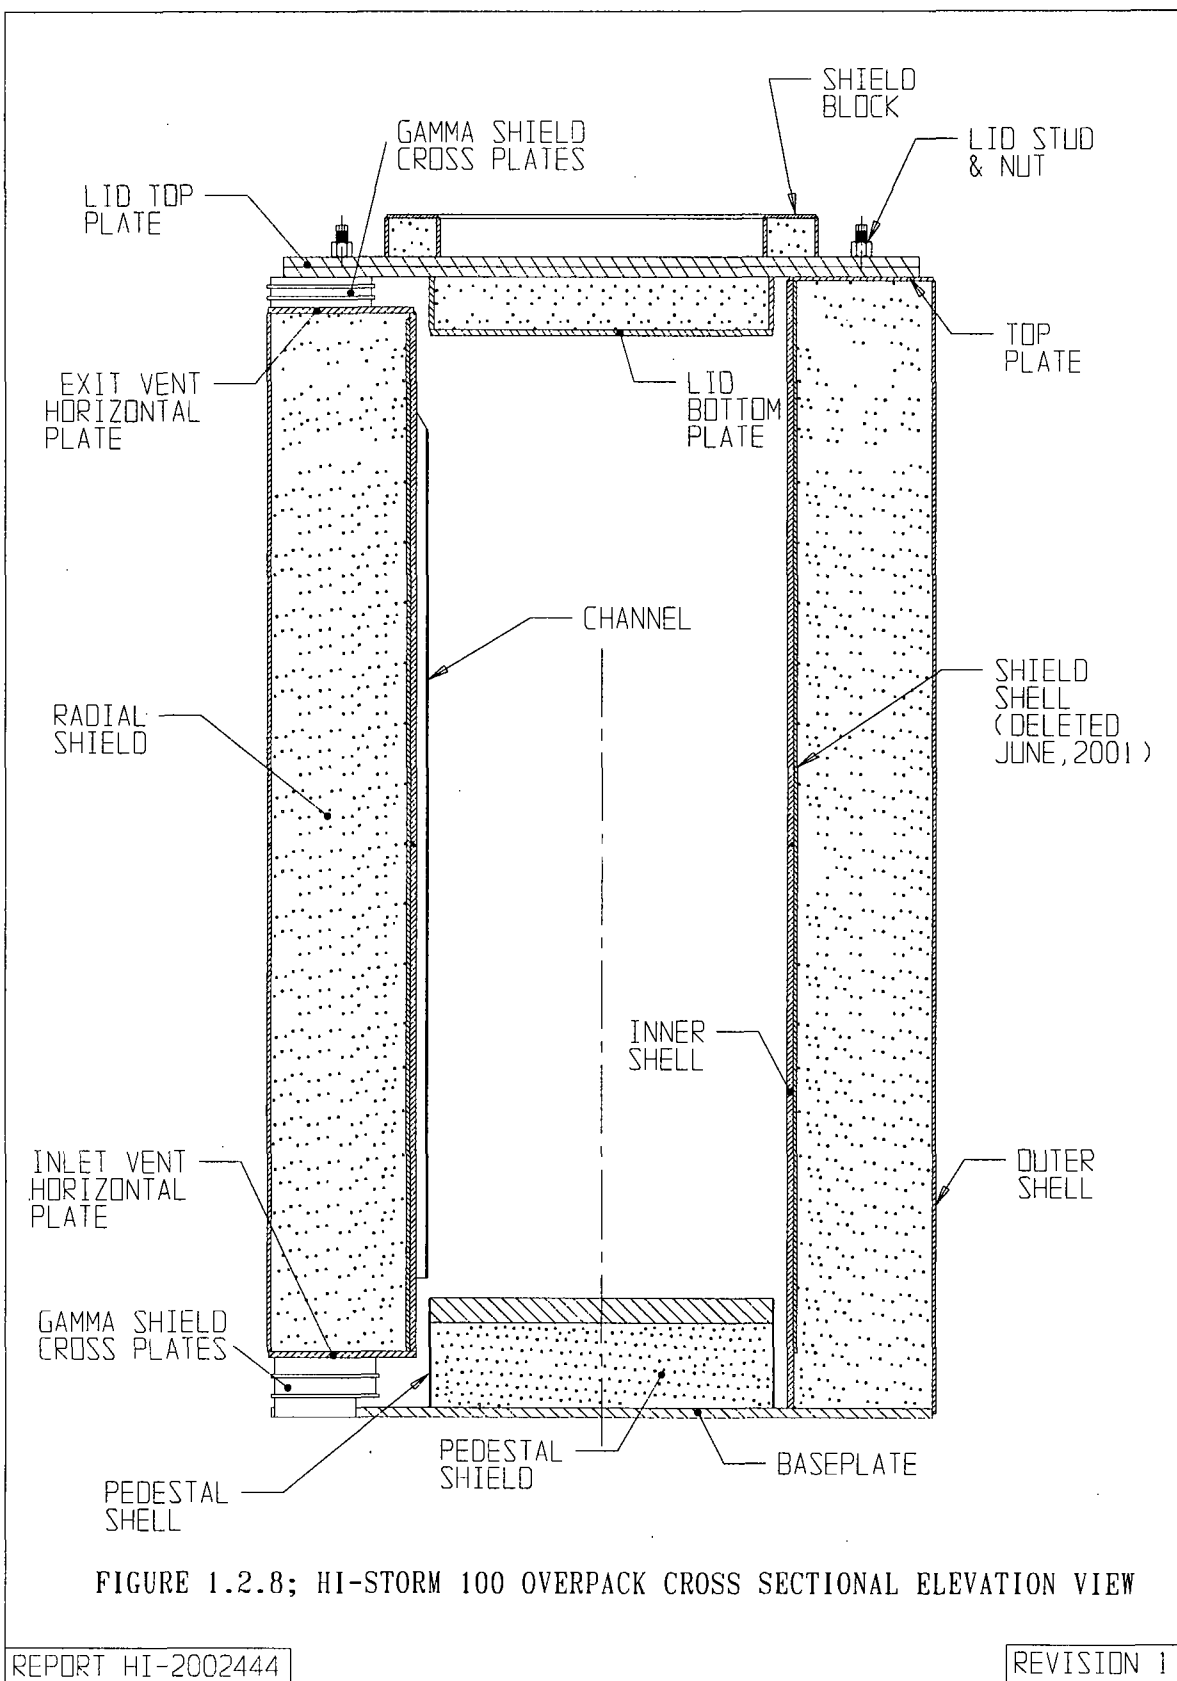 SHIELD
BLOCK
GAMMA SHIELD
CROSS PLATES
LID STUD
& NUT
LID TOP
PLATE
TOP
PLATE
EXIT VENT
HORIZONTAL
PLATE
LID
BOTTOM
PLATE
CHANNEL
SHIELD
SHELL
(DELETED
JUNE,2001)
RADIAL
SHIELD
INNER
SHELL
INLET VENT
HORIZONTAL
PLATE
OUTER
SHELL
GAMMA SHIELD
CROSS PLATES
PEDESTAL
SHIELD
BASEPLATE
PEDESTAL
SHELL
FIGURE 1.2.8; HI-STORM 100 OVERPACK CROSS SECTIONAL ELEVATION VIEW
REPORT HI-2002444
REVISION 1